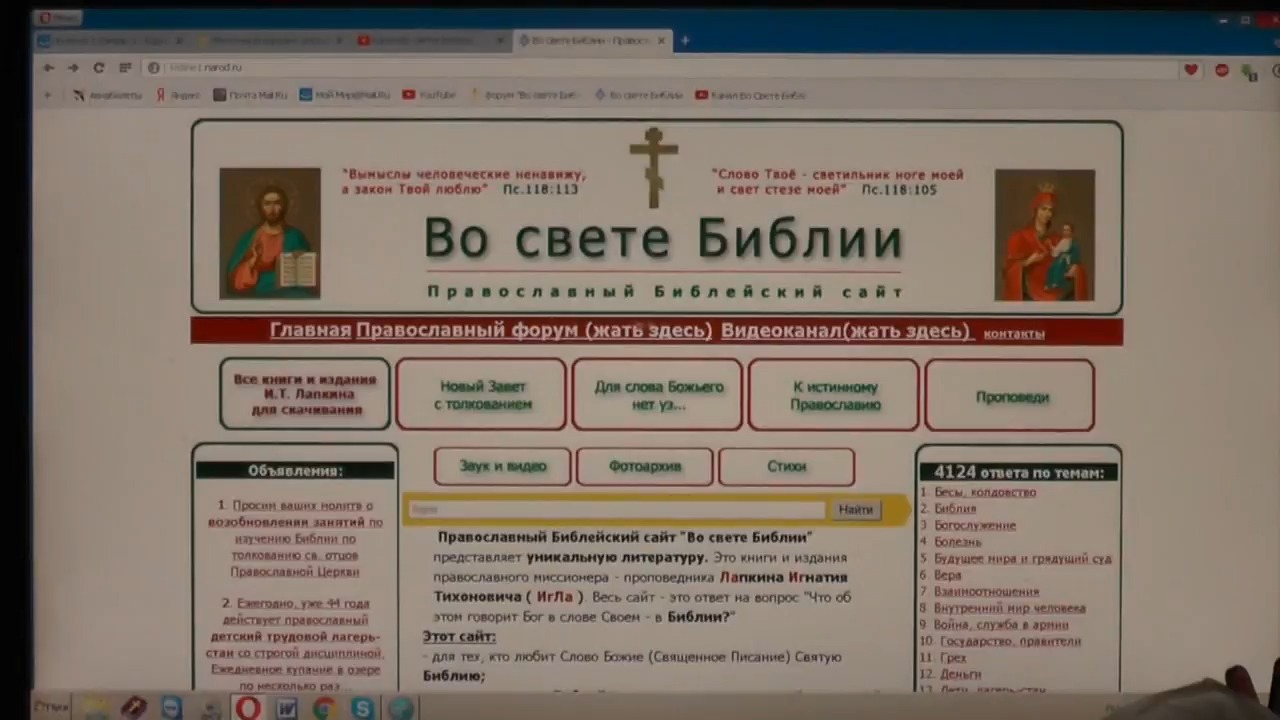 narod.ru
Яндекс
Почта Mail.Ru
Мой Мир@Mail.Ru
YouTube
Форум "Во свете Биб
Во свете Библии
Канал Во Свете Библ
Во свете Библии - Правос
"Вымыслы человеческие ненавижу,
а закон Твой люблю" Пс.118:113
"Слово Твоё - светильник ноге моей
и свет стезе моей" Пс.118:105
Во свете Библии
Православный Библейский сайт
Главная Православный форум (жать здесь) Видеоканал(жать здесь) контакты
Все книги и издания
И.Т. Лапкина
для скачивания
Новый Завет
с толкованием
Для слова Божьего
нет уз...
К истинному
Православию
Проповеди
Звук и видео
Фотоархив
Стихи
Найти
Объявления:
1. Просим ваших молитв о
возобновлении занятий по
изучению Библии по
толкованию св. отцов
Православной Церкви
2. Ежегодно, уже 44 года
действует православный
детский трудовой лагерь-
стан со строгой дисциплиной.
Ежедневное купание в озере
по несколько раз...
Православный Библейский сайт "Во свете Библии"
представляет уникальную литературу. Это книги и издания
православного миссионера - проповедника Лапкина Игнатия
Тихоновича ( ИгЛа ). Весь сайт - это ответ на вопрос "Что об
этом говорит Бог в слове Своем - в Библии?"
Этот сайт:
- для тех, кто любит Слово Божие (Священное Писание) Святую
Библию;
4124 ответа по темам:
1. Бесы, колдовство
2. Библия
3. Богослужение
4. Болезнь
5. Будущее мира и грядущий суд
6. Вера
7. Взаимоотношения
8. Внутренний мир человека
9. Война, служба в армии
10. Государство, правители
11. Грех
12. Деньги